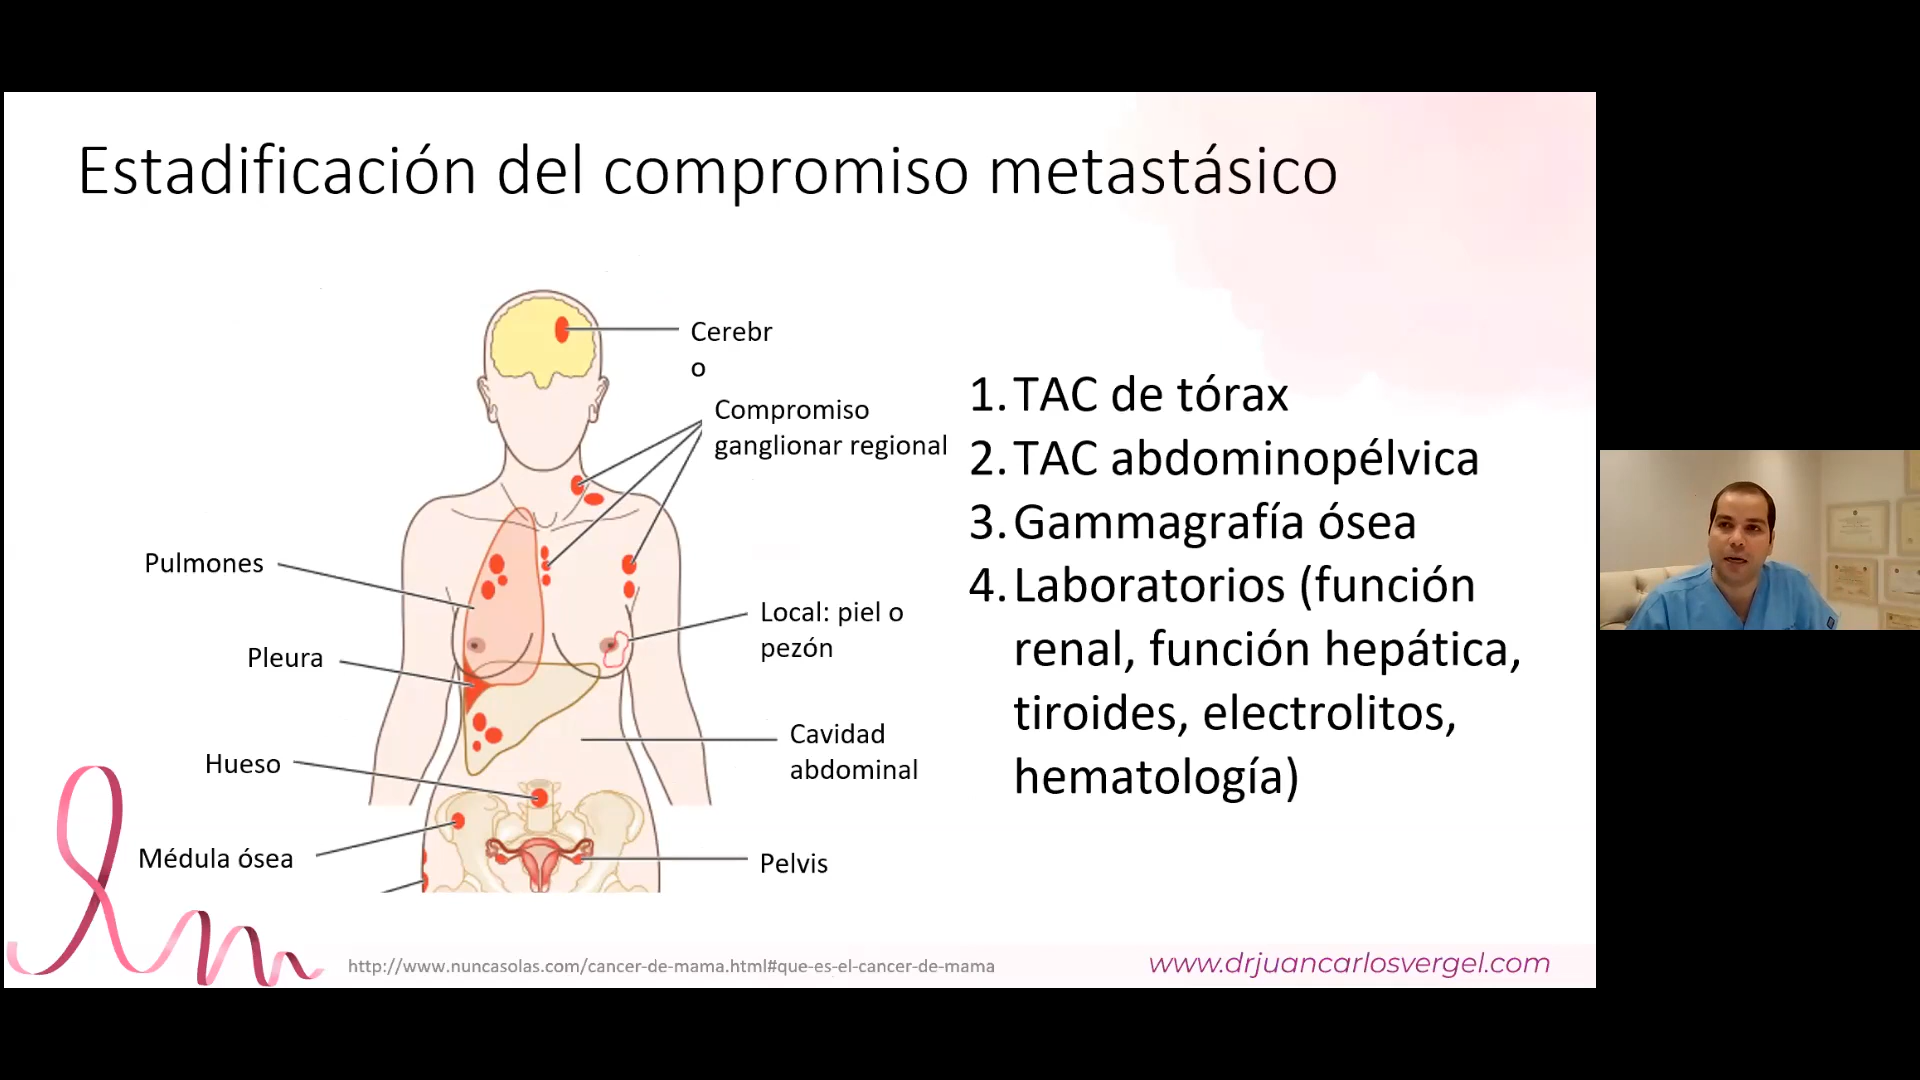 Estadificación del compromiso metastásico
Cerebr
o
Compromiso
ganglionar regional
Pulmones
Local: piel o
pezón
Pleura
Cavidad
abdominal
Hueso
Médula ósea
Pelvis
1. TAC de tórax
2. TAC abdominopélvica
3. Gammagrafía ósea
4. Laboratorios (función
renal, función hepática,
tiroides, electrolitos,
hematología)
http://www.nuncasolas.com/cancer-de-mama.html#que-es-el-cancer-de-mama
www.drjuancarlosvergel.com